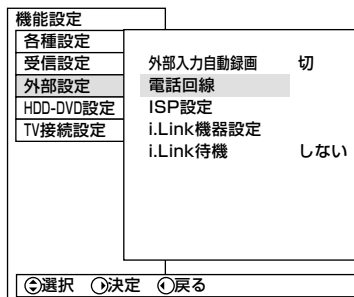 機能設定
各種設定
受信設定
外部設定
HDD-DVD設定
TV接続設定
外部入力自動録画 切
電話回線
ISP設定
i.Link機器設定
i.Link待機 しない
選択 決定 戻る